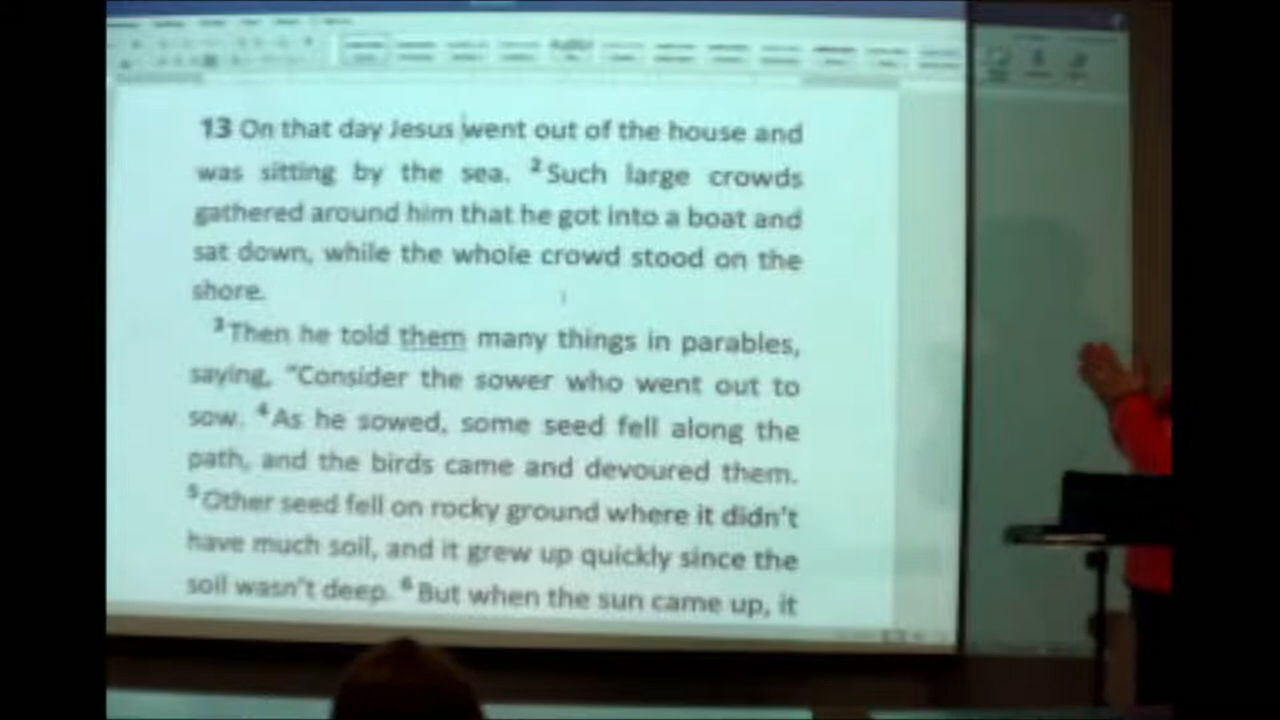 13 On that day Jesus went out of the house and
was sitting by the sea. 2 Such large crowds
gathered around him that he got into a boat and
sat down, while the whole crowd stood on the
shore.
3 Then he told them many things in parables,
saying, "Consider the sower who went out to
sow. 4 As he sowed, some seed fell along the
path, and the birds came and devoured them.
5 Other seed fell on rocky ground where it didn't
have much soil, and it grew up quickly since the
soil wasn't deep. 6 But when the sun came up, it